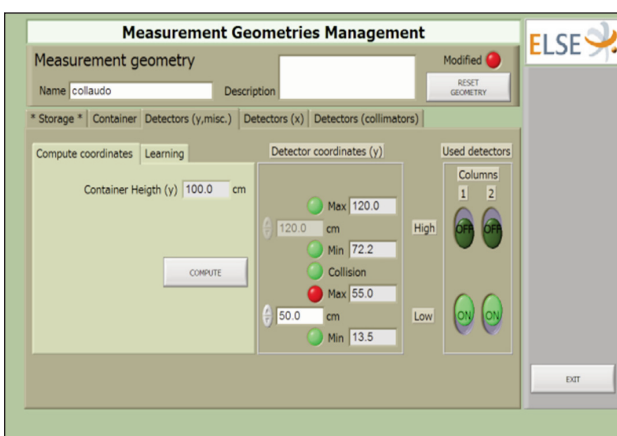 Measurement Geometries Management
ELSE
Measurement geometry
Modified
Name collaudo Description
RESET GEOMETRY
* Storage * Container Detectors (y,misc.) Detectors (x) Detectors (collimators)
Compute coordinates Learning
Detector coordinates (y)
Used detectors
Columns
1 2
Container Heigth (y) 100.0 cm
Max 120.0
120.0 cm
High OFF OFF
Min 72.2
COMPUTE
Collision
Max 55.0
50.0 cm
Low ON ON
Min 13.5
EXIT